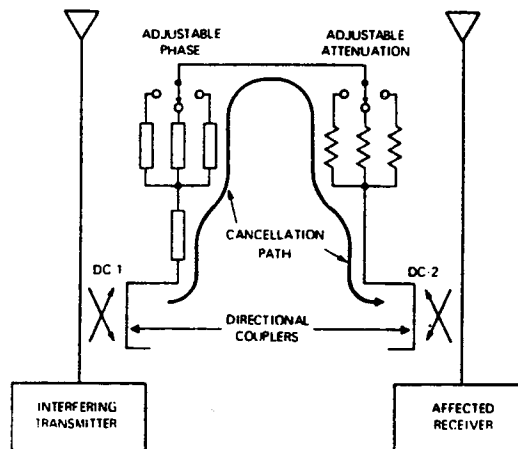 ADJUSTABLE
PHASE
ADJUSTABLE
ATTENUATION
CANCELLATION
PATH
DC-1
DC-2
DIRECTIONAL
COUPLERS
INTERFERING
TRANSMITTER
AFFECTED
RECEIVER